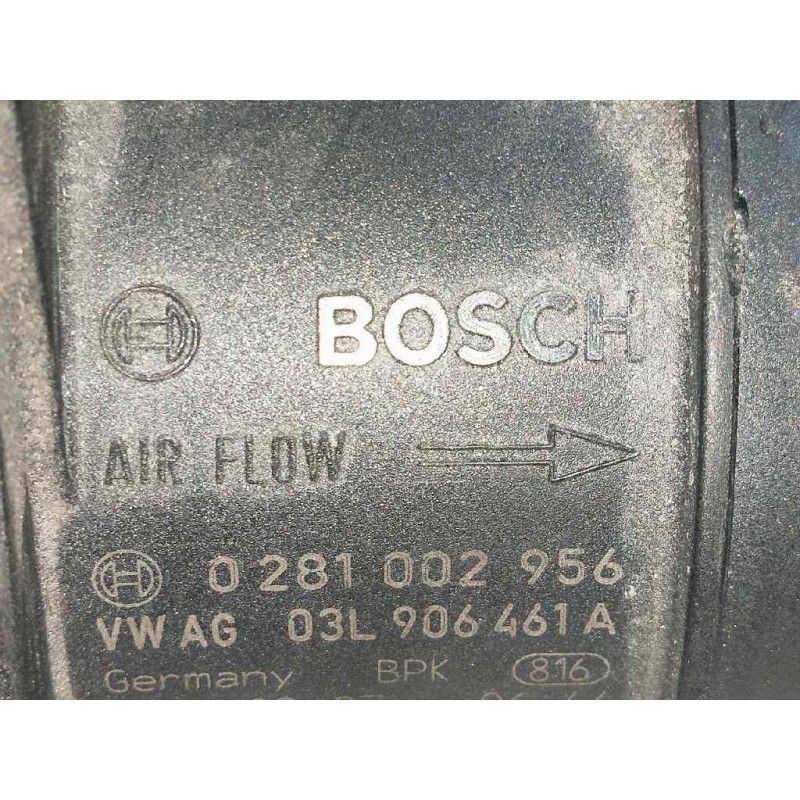 BOSCH
AIR FLOW
0 281 002 956
VW AG 03L 906 461 A
Germany BPK 816